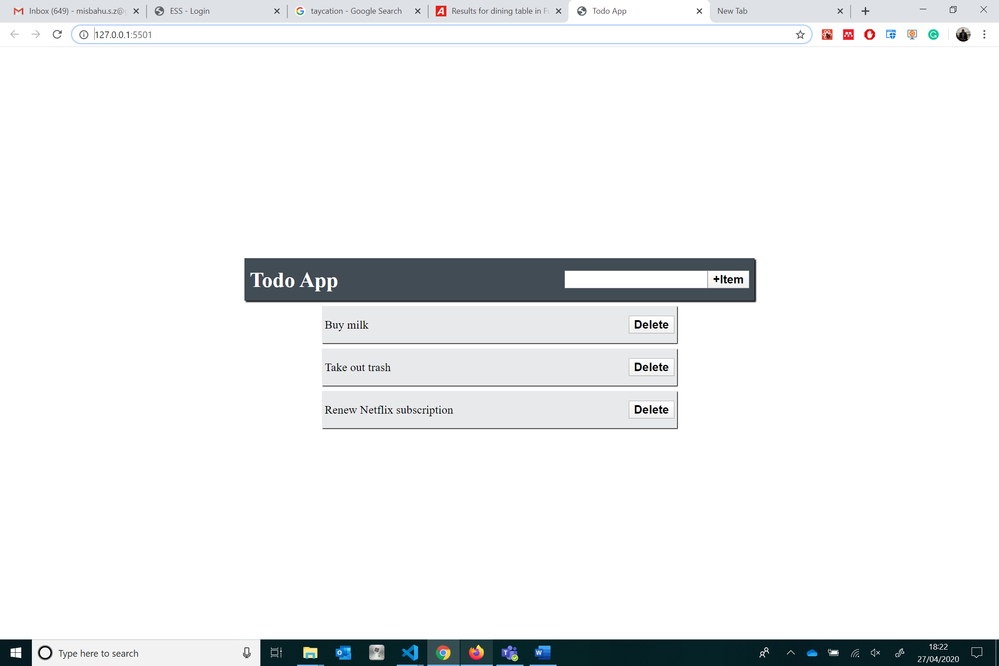 Inbox (649) - misbahu.s.z@g
ESS - Login
taycation - Google Search
Results for dining table in Fu
Todo App
New Tab
127.0.0.1:5501
Todo App
+Item
Buy milk
Delete
Take out trash
Delete
Renew Netflix subscription
Delete
Type here to search
18:22
27/04/2020